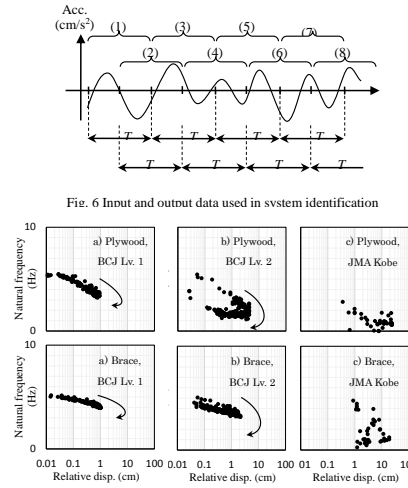 Acc.
(cm/s²)
(1) (3) (5) (7)
(2) (4) (6) (8)
T T T T
T T T T
Fig. 6 Input and output data used in system identification
10
Natural frequency
(Hz)
0
a) Plywood,
BCJ Lv. 1
b) Plywood,
BCJ Lv. 2
c) Plywood,
JMA Kobe
10
Natural frequency
(Hz)
0
a) Brace,
BCJ Lv. 1
b) Brace,
BCJ Lv. 2
c) Brace,
JMA Kobe
0.01 0.1 1 10 100
0.01 0.1 1 10 100
0.01 0.1 1 10 100
Relative disp. (cm)
Relative disp. (cm)
Relative disp. (cm)